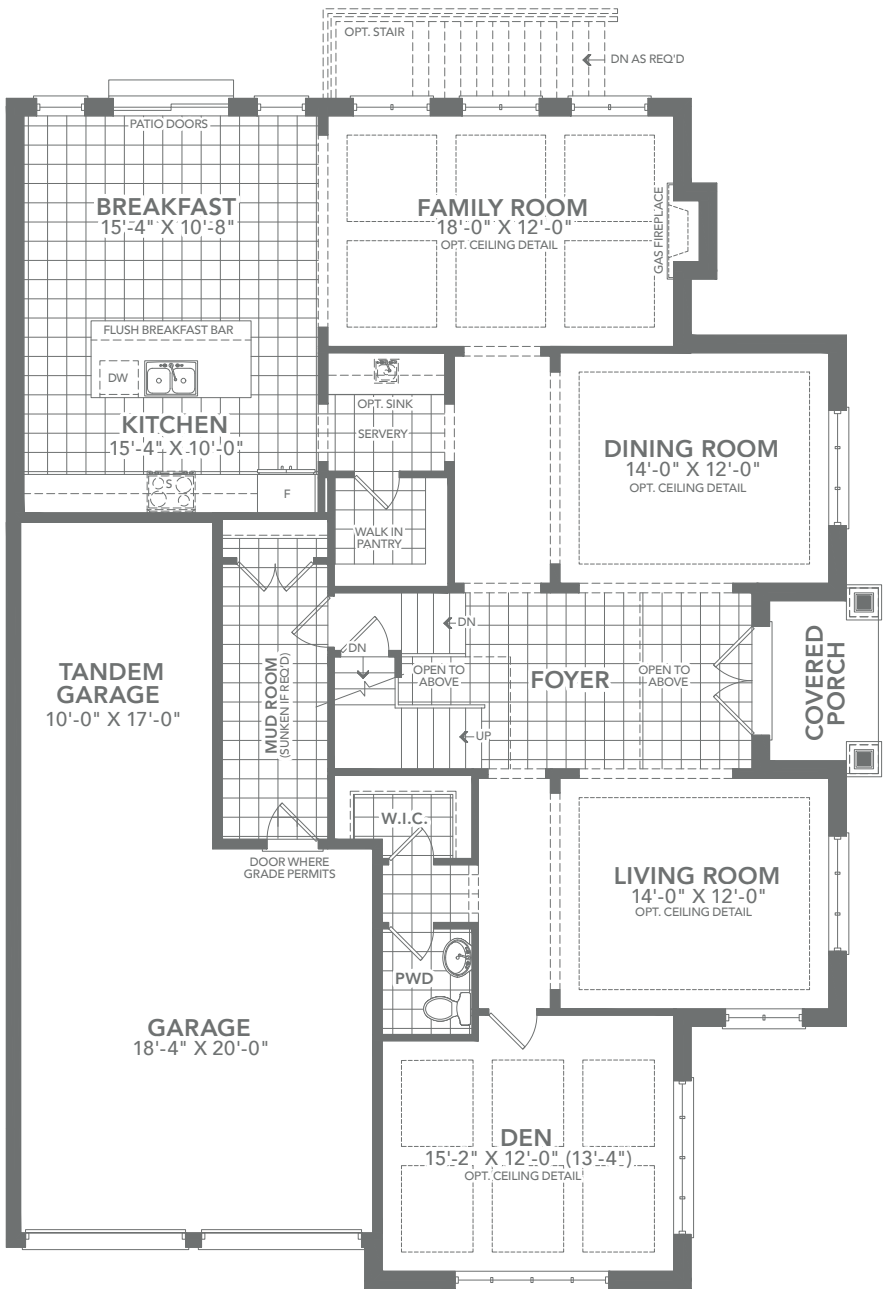 OPT. STAIR
DN AS REQ'D
PATIO DOORS
BREAKFAST
15'-4" X 10'-8"
FAMILY ROOM
18'-0" X 12'-0"
OPT. CEILING DETAIL
GAS FIREPLACE
FLUSH BREAKFAST BAR
DW
KITCHEN
15'-4" X 10'-0"
S
F
OPT. SINK
SERVERY
WALK IN
PANTRY
DINING ROOM
14'-0" X 12'-0"
OPT. CEILING DETAIL
TANDEM
GARAGE
10'-0" X 17'-0"
MUD ROOM
(SUNKEN IF REQ'D)
DN
DN
OPEN TO
ABOVE
UP
FOYER
OPEN TO
ABOVE
COVERED
PORCH
W.I.C.
DOOR WHERE
GRADE PERMITS
LIVING ROOM
14'-0" X 12'-0"
OPT. CEILING DETAIL
PWD
GARAGE
18'-4" X 20'-0"
DEN
15'-2" X 12'-0" (13'-4")
OPT. CEILING DETAIL